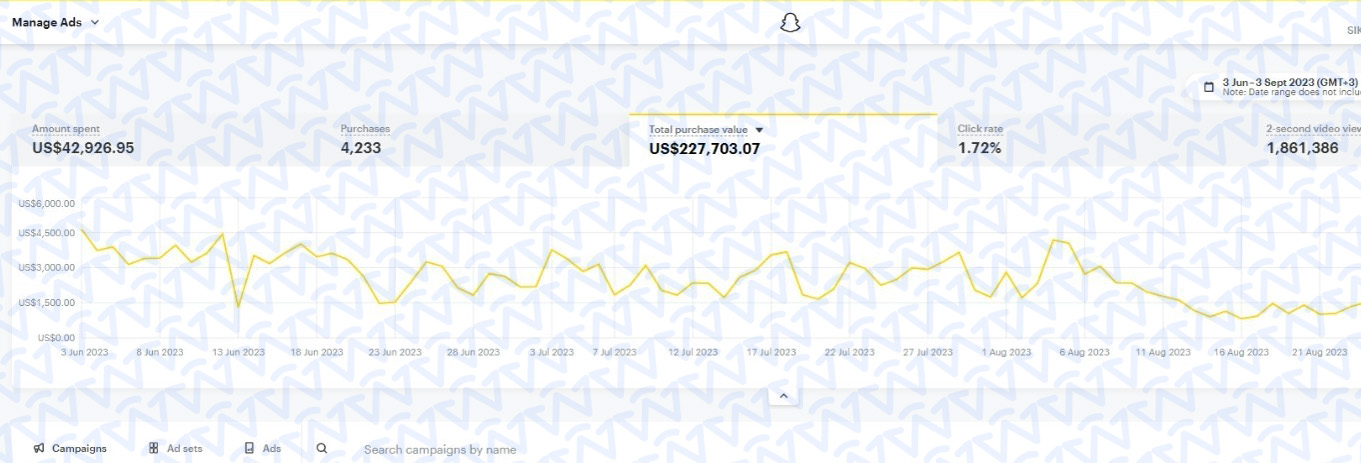 Manage Ads
SIK
3 Jun – 3 Sept 2023 (GMT+3)
Note: Date range does not inclu
Amount spent
US$42,926.95
Purchases
4,233
Total purchase value
US$227,703.07
Click rate
1.72%
2-second video view
1,861,386
US$6,000.00
US$4,500.00
US$3,000.00
US$1,500.00
US$0.00
3 Jun 2023 8 Jun 2023 13 Jun 2023 18 Jun 2023 23 Jun 2023 28 Jun 2023 3 Jul 2023 7 Jul 2023 12 Jul 2023 17 Jul 2023 22 Jul 2023 27 Jul 2023 1 Aug 2023 6 Aug 2023 11 Aug 2023 16 Aug 2023 21 Aug 2023
Campaigns Ad sets Ads Search campaigns by name